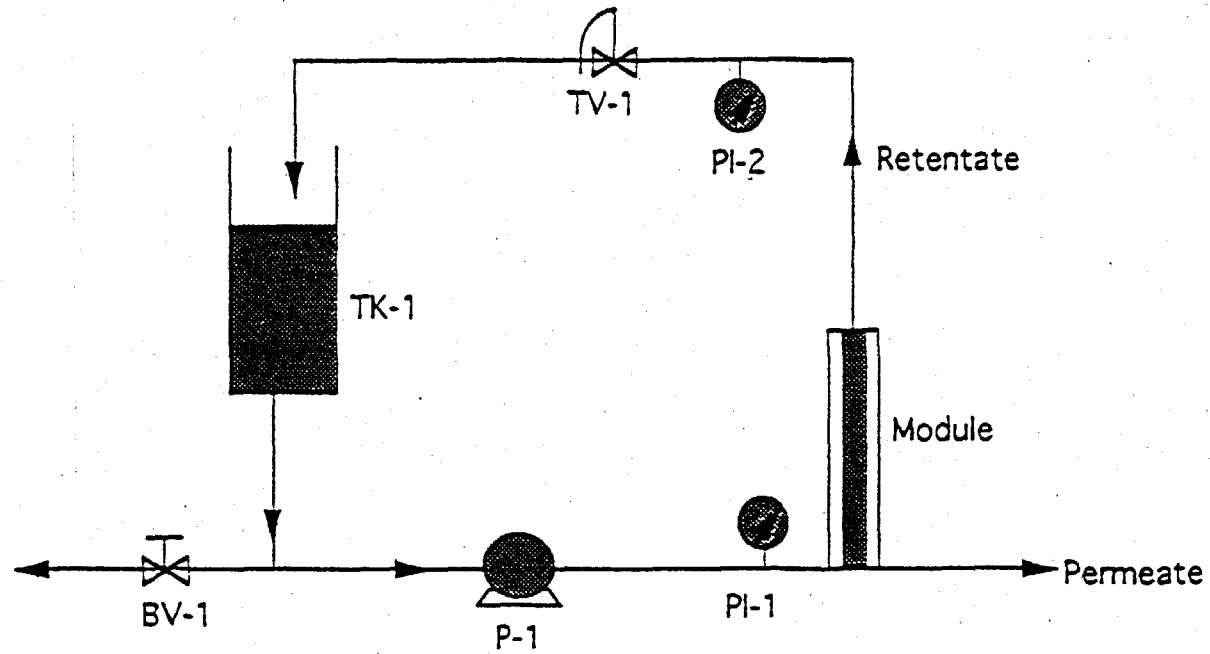 TV-1
PI-2
Retentate
TK-1
Module
BV-1
P-1
PI-1
Permeate